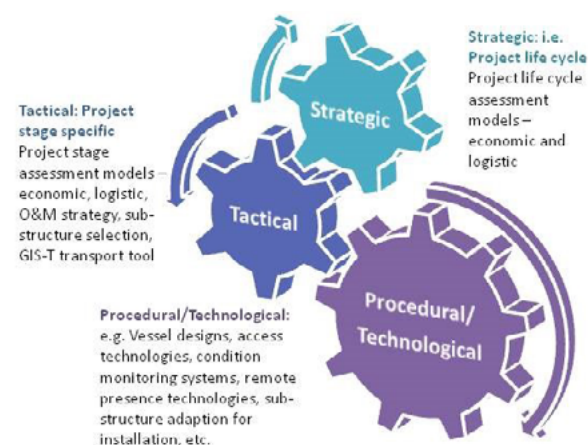 Strategic: i.e.
Project life cycle
Project life cycle
assessment
models –
economic and
logistic
Strategic
Tactical: Project
stage specific
Project stage
assessment models –
economic, logistic,
O&M strategy, sub-
structure selection,
GIS-T transport tool
Tactical
Procedural/
Technological
Procedural/Technological:
e.g. Vessel designs, access
technologies, condition
monitoring systems, remote
presence technologies, sub-
structure adaption for
installation, etc.